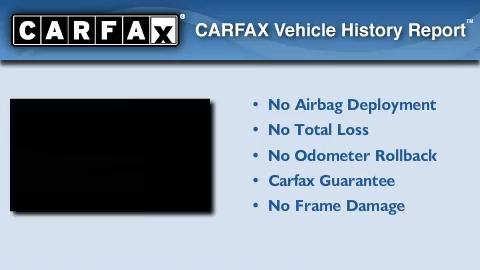 CARFAX® CARFAX Vehicle History Report™
• No Airbag Deployment
• No Total Loss
• No Odometer Rollback
• Carfax Guarantee
• No Frame Damage